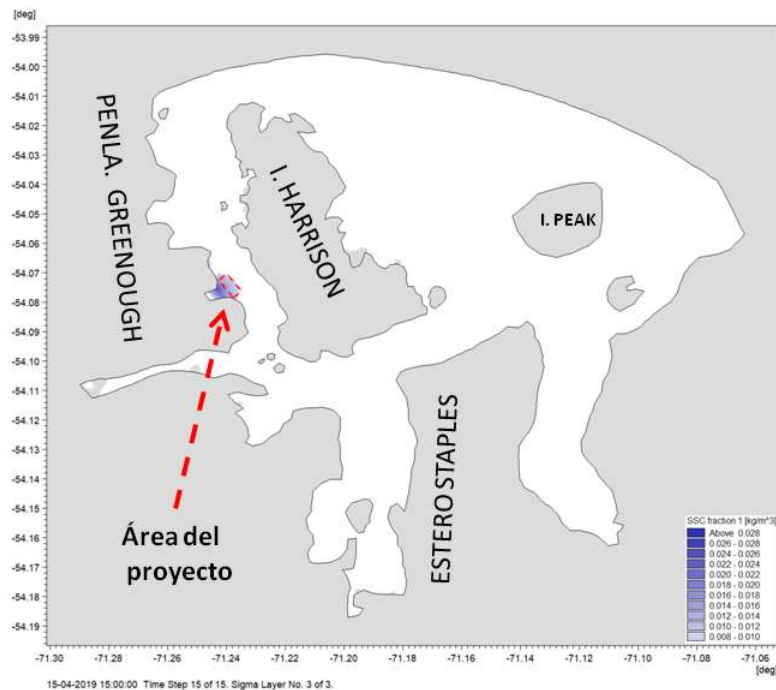 [deg]
-53.99
-54.00
-54.01
-54.02
-54.03
-54.04
-54.05
-54.06
-54.07
-54.08
-54.09
-54.10
-54.11
-54.12
-54.13
-54.14
-54.15
-54.16
-54.17
-54.18
-54.19
PENLA. GREENOUGH
I. HARRISON
I. PEAK
ESTERO STAPLES
Área del
proyecto
SSC fraction 1 [kg/m^3]
Above 0.028
0.026 - 0.028
0.024 - 0.026
0.022 - 0.024
0.020 - 0.022
0.018 - 0.020
0.016 - 0.018
0.014 - 0.016
0.012 - 0.014
0.010 - 0.012
0.008 - 0.010
-71.30 -71.28 -71.26 -71.24 -71.22 -71.20 -71.18 -71.16 -71.14 -71.12 -71.10 -71.08 -71.06
[deg]
15-04-2019 15:00:00 Time Step 15 of 15. Sigma Layer No. 3 of 3.